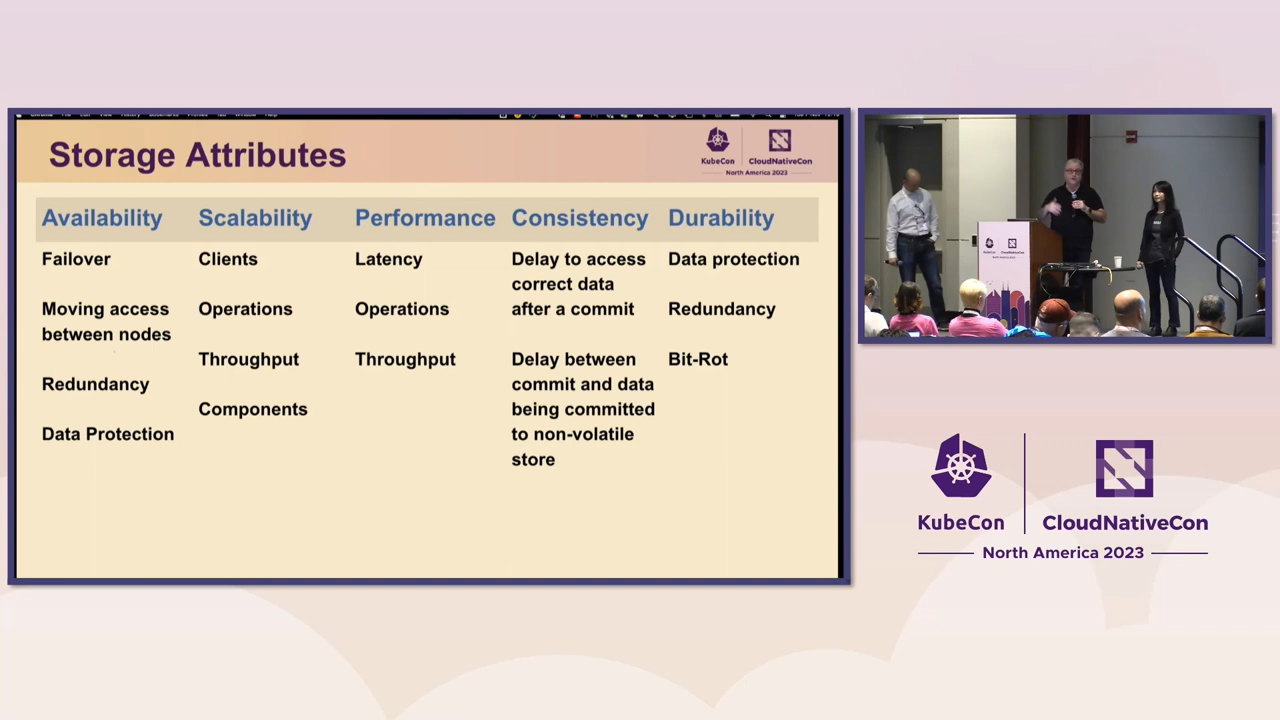 Storage Attributes
KubeCon
CloudNativeCon
North America 2023
Availability
Scalability
Performance
Consistency
Durability
Failover
Moving access
between nodes
Redundancy
Data Protection
Clients
Operations
Throughput
Components
Latency
Operations
Throughput
Delay to access
correct data
after a commit
Delay between
commit and data
being committed
to non-volatile
store
Data protection
Redundancy
Bit-Rot
KubeCon
CloudNativeCon
North America 2023